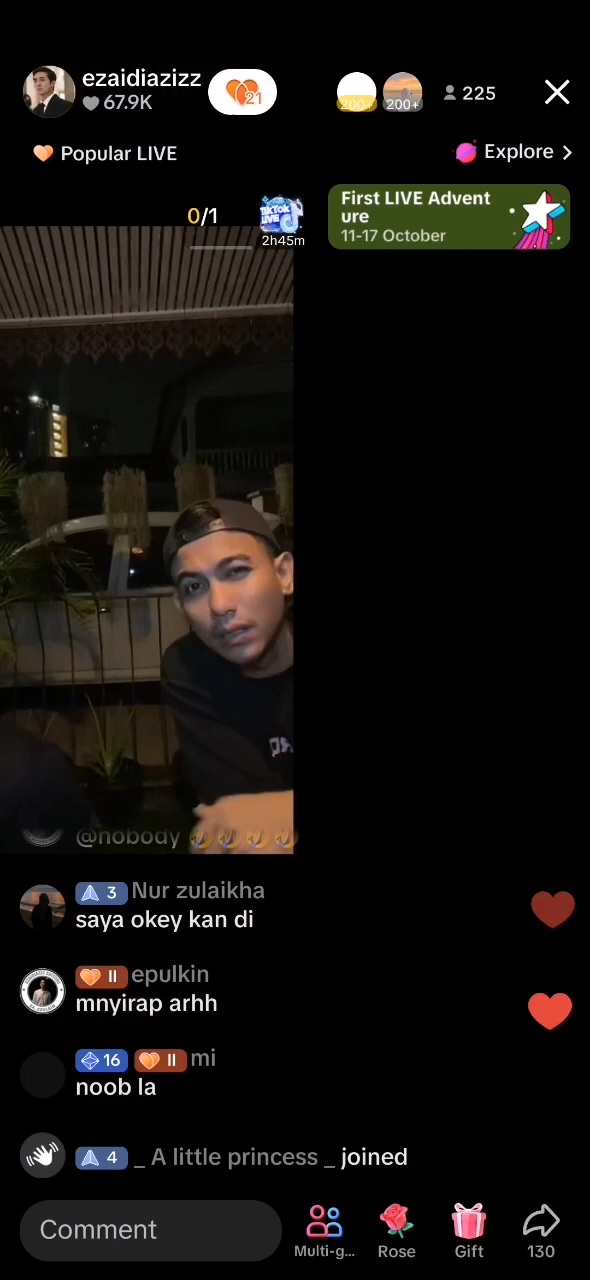 ezaidiazizz
67.9K
21
200+
200+
225
Popular LIVE
Explore
0/1
TIKTOK
LIVE
2h45m
First LIVE Advent
ure
11-17 October
@nobody 🤣🤣🤣🤣
3 Nur zulaikha
saya okey kan di
II epulkin
mnyirap arhh
16 II mi
noob la
4 _ A little princess _ joined
Comment
Multi-g...
Rose
Gift
130